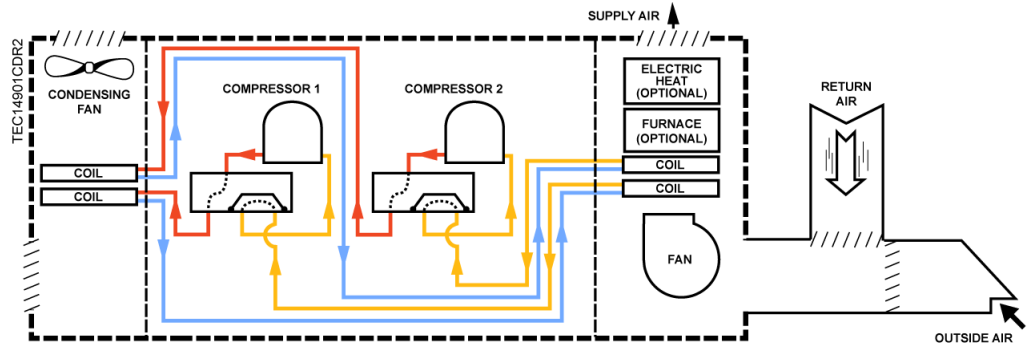 SUPPLY AIR
TEC14901CDR2
CONDENSING
FAN
COMPRESSOR 1
COMPRESSOR 2
ELECTRIC
HEAT
(OPTIONAL)
FURNACE
(OPTIONAL)
RETURN
AIR
COIL
COIL
COIL
COIL
FAN
OUTSIDE AIR